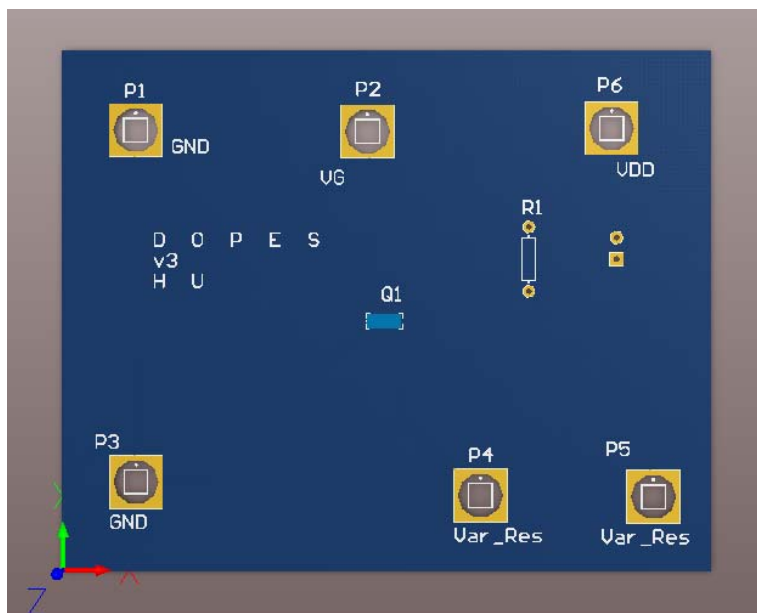 P1
P2
P6
GND
VG
VDD
R1
D O P E S
v3
H U
Q1
P3
P4
P5
GND
Var_Res
Var_Res
X
Y
Z